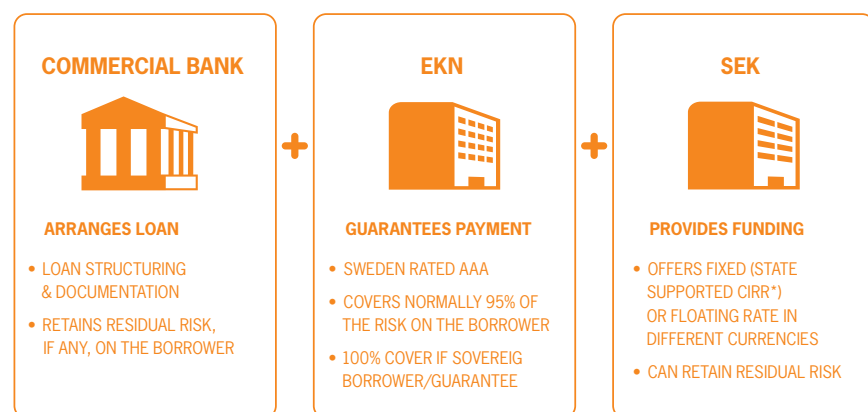 COMMERCIAL BANK
ARRANGES LOAN
• LOAN STRUCTURING
& DOCUMENTATION
• RETAINS RESIDUAL RISK,
IF ANY, ON THE BORROWER
+
EKN
GUARANTEES PAYMENT
• SWEDEN RATED AAA
• COVERS NORMALLY 95% OF
THE RISK ON THE BORROWER
• 100% COVER IF SOVEREIG
BORROWER/GUARANTEE
+
SEK
PROVIDES FUNDING
• OFFERS FIXED (STATE
SUPPORTED CIRR*)
OR FLOATING RATE IN
DIFFERENT CURRENCIES
• CAN RETAIN RESIDUAL RISK